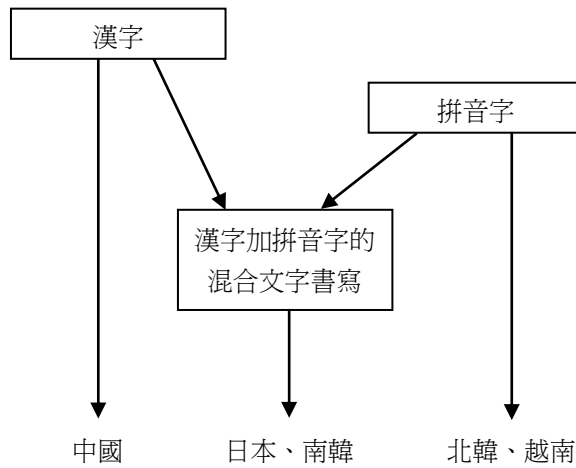 漢字
拼音字
漢字加拼音字的
混合文字書寫
中國
日本、南韓
北韓、越南